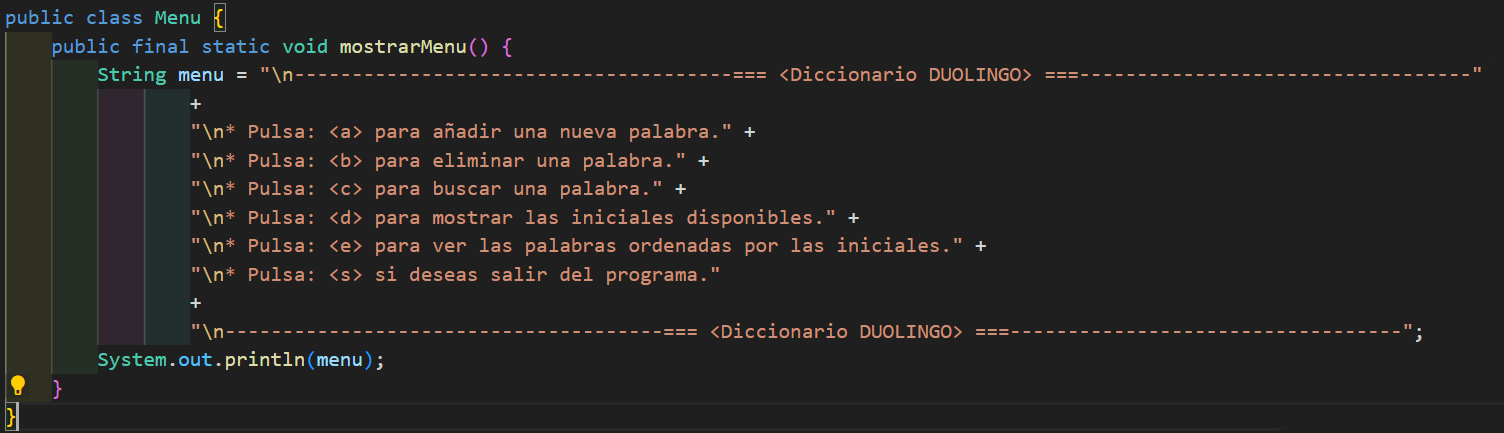 public class Menu {
public final static void mostrarMenu() {
String menu = "\n--------------------------------------=== <Diccionario DUOLINGO> ===----------------------------------"
+
"\n* Pulsa: <a> para añadir una nueva palabra." +
"\n* Pulsa: <b> para eliminar una palabra." +
"\n* Pulsa: <c> para buscar una palabra." +
"\n* Pulsa: <d> para mostrar las iniciales disponibles." +
"\n* Pulsa: <e> para ver las palabras ordenadas por las iniciales." +
"\n* Pulsa: <s> si deseas salir del programa."
+
"\n--------------------------------------=== <Diccionario DUOLINGO> ===----------------------------------";
System.out.println(menu);
}
}